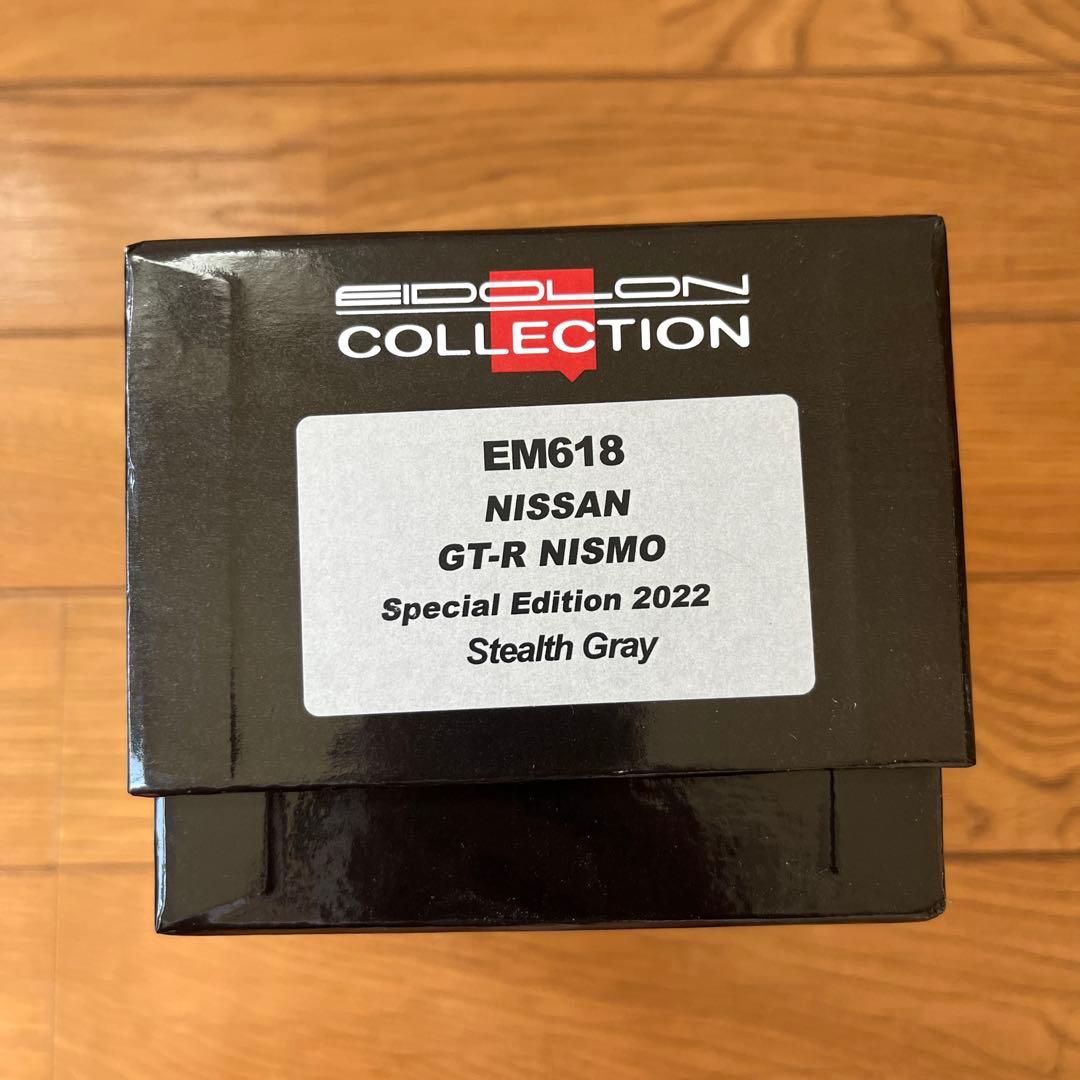 EIDOLON
COLLECTION
EM618
NISSAN
GT-R NISMO
Special Edition 2022
Stealth Gray